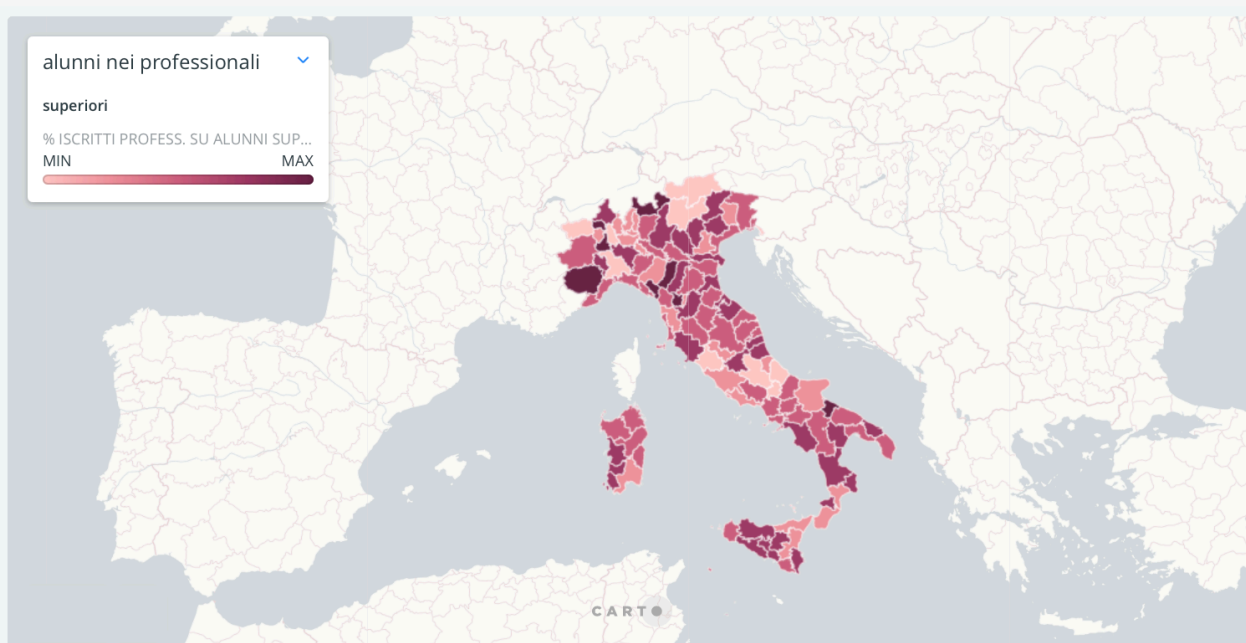 alunni nei professionali
superiori
% ISCRITTI PROFESS. SU ALUNNI SUP...
MIN MAX
CARTO